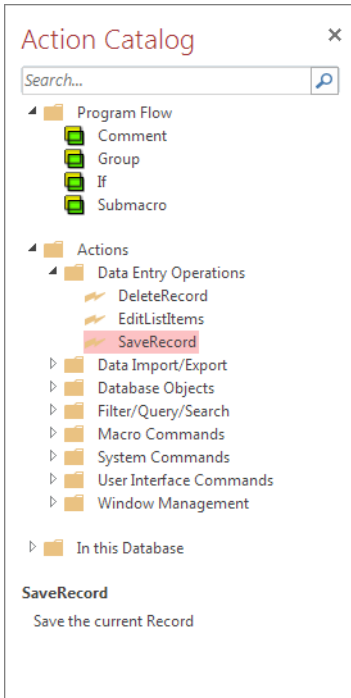 Action Catalog
Search...
Program Flow
Comment
Group
If
Submacro
Actions
Data Entry Operations
DeleteRecord
EditListItems
SaveRecord
Data Import/Export
Database Objects
Filter/Query/Search
Macro Commands
System Commands
User Interface Commands
Window Management
In this Database
SaveRecord
Save the current Record